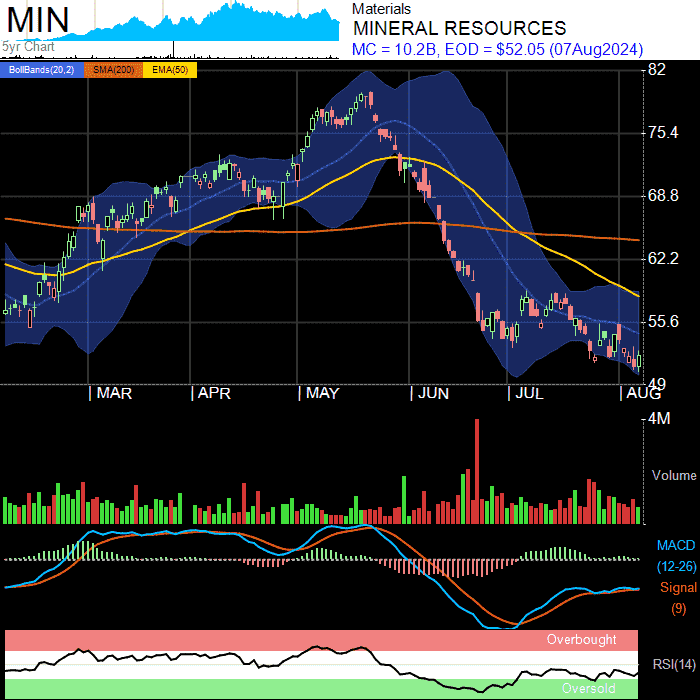 MIN
5yr Chart
Materials
MINERAL RESOURCES
MC = 10.2B, EOD = $52.05 (07Aug2024)
BollBands(20,2) SMA(200) EMA(50)
82
75.4
68.8
62.2
55.6
49
MAR APR MAY JUN JUL AUG
4M
Volume
MACD
(12-26)
Signal
(9)
Overbought
RSI(14)
Oversold